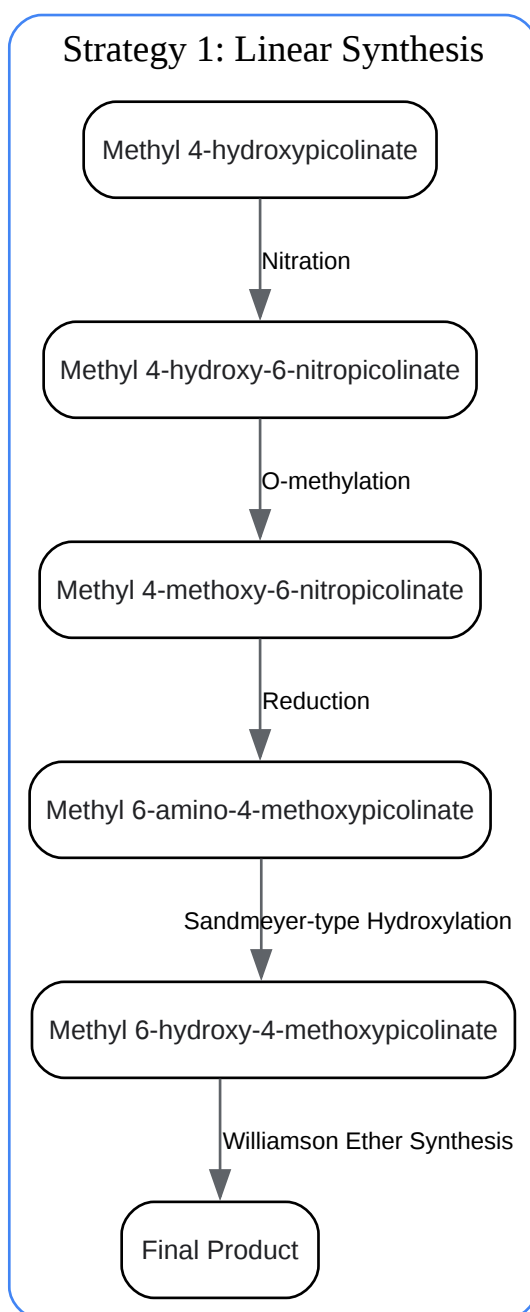 Strategy 1: Linear Synthesis
Methyl 4-hydroxypicolinate
Nitration
Methyl 4-hydroxy-6-nitropicolinate
O-methylation
Methyl 4-methoxy-6-nitropicolinate
Reduction
Methyl 6-amino-4-methoxypicolinate
Sandmeyer-type Hydroxylation
Methyl 6-hydroxy-4-methoxypicolinate
Williamson Ether Synthesis
Final Product